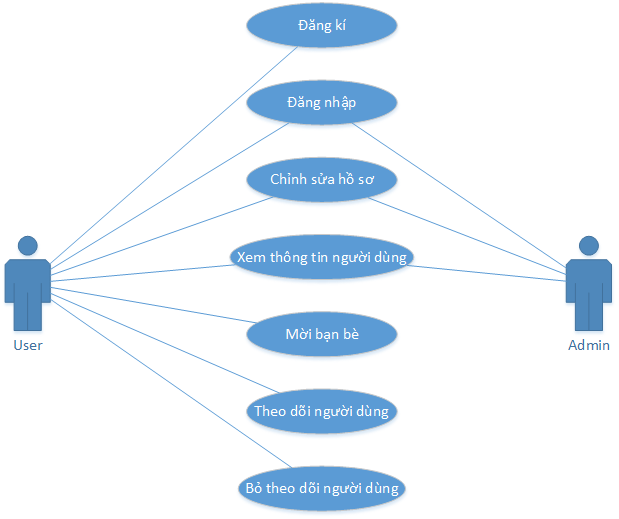 Đăng kí
Đăng nhập
Chỉnh sửa hồ sơ
Xem thông tin người dùng
Mời bạn bè
User
Admin
Theo dõi người dùng
Bỏ theo dõi người dùng